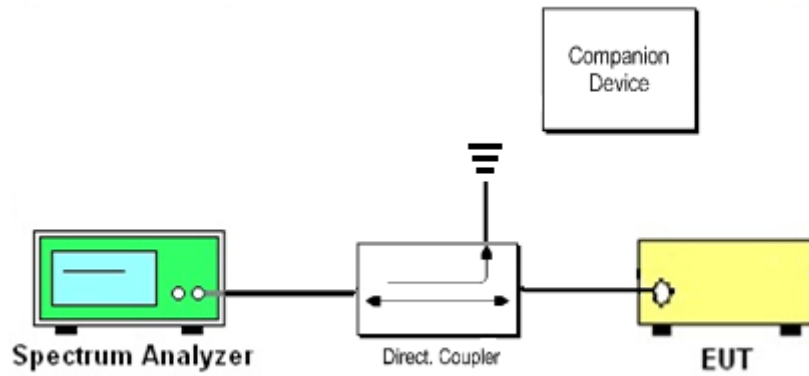 Companion
Device
Spectrum Analyzer
Direct. Coupler
EUT